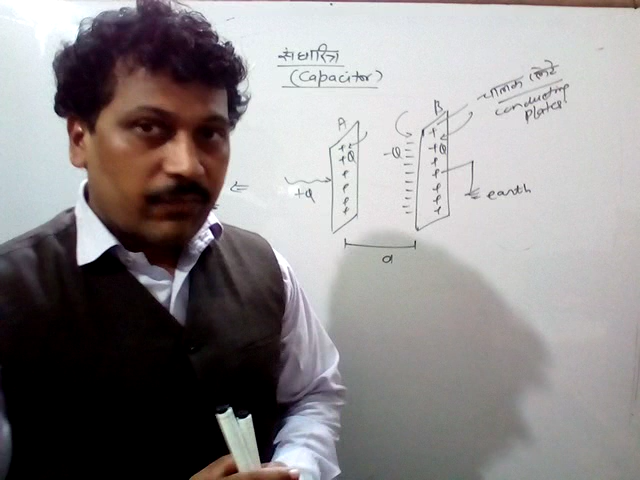 संधारित्र
(Capacitor)
A
B
चालक प्लेटें
conducting
plates
+Q
+Q
-Q
+Q
earth
d